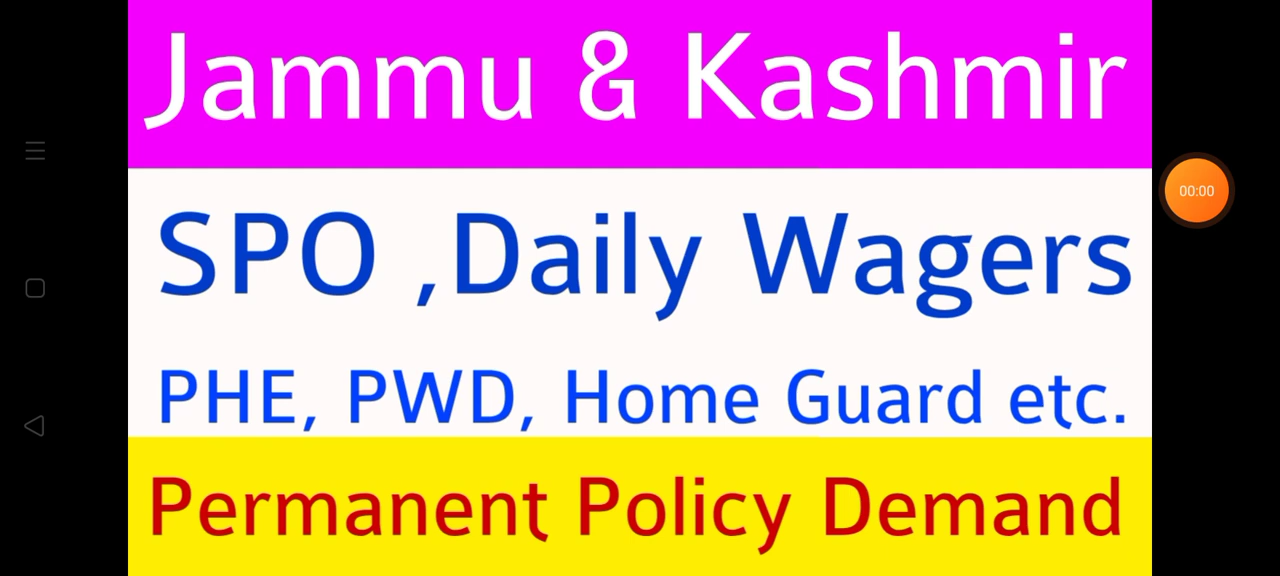 Jammu & Kashmir
SPO ,Daily Wagers
00:00
PHE, PWD, Home Guard etc.
Permanent Policy Demand